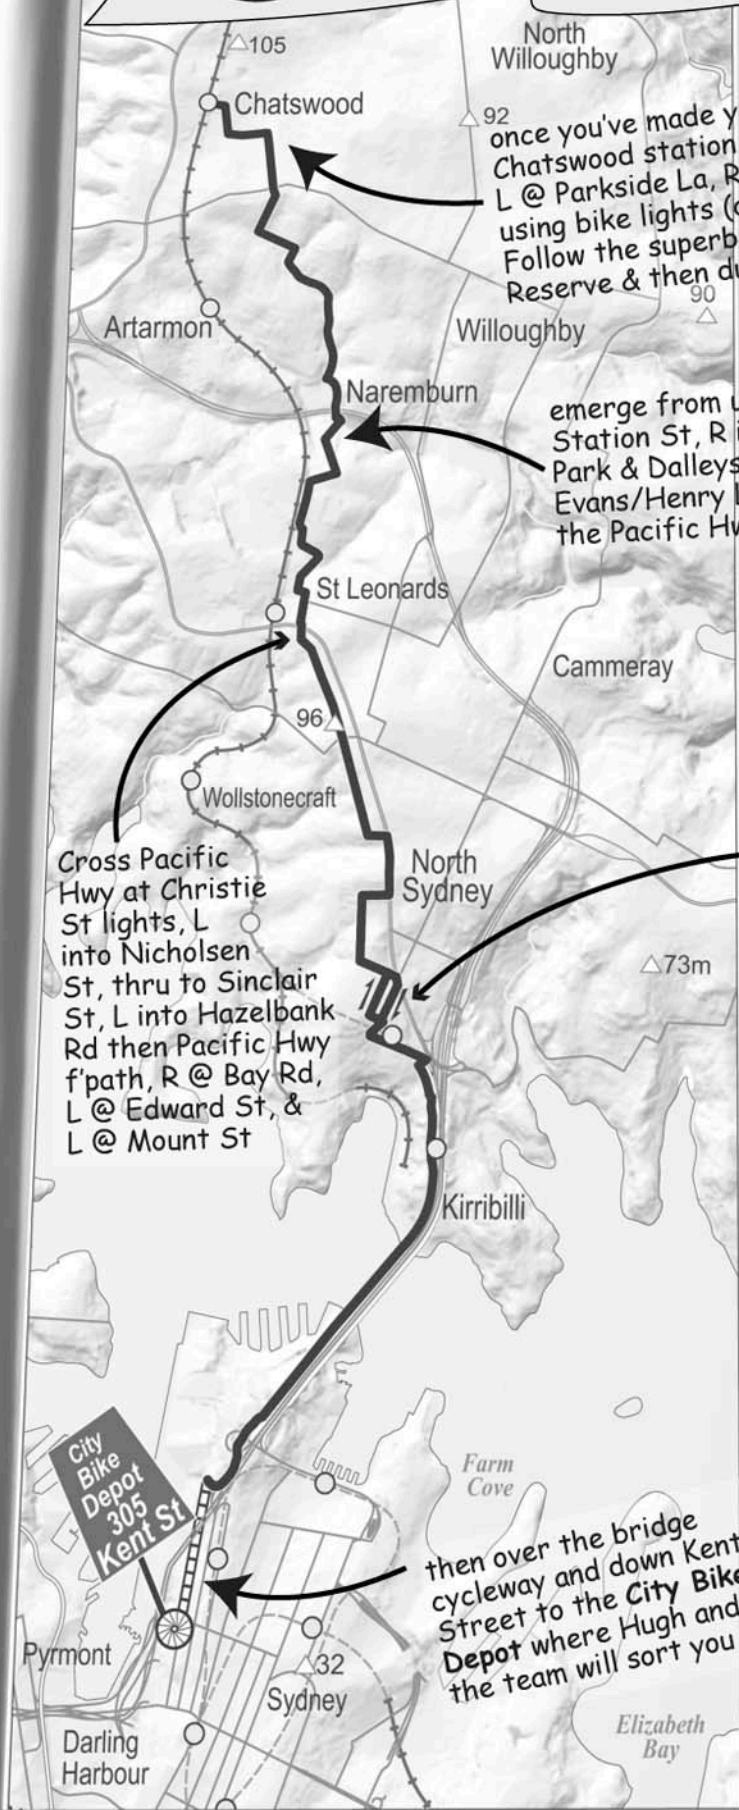 105
North
Willoughby
Chatswood
92
once you've made
Chatswood station
L @ Parkside La,
using bike lights
Follow the superb
Reserve & then
90
Artarmon
Willoughby
Naremburn
emerge from
Station St, R
Park & Dalleys
Evans/Henry
the Pacific
St Leonards
Cammeray
96
Wollstonecraft
Cross Pacific
Hwy at Christie
St lights, L
into Nicholsen
St, thru to Sinclair
St, L into Hazelbank
Rd then Pacific Hwy
f'path, R @ Bay Rd,
L @ Edward St, &
L @ Mount St
North
Sydney
73m
Kirribilli
City
Bike
Depot
305
Kent St
Farm
Cove
then over the bridge
cycleway and down Kent
Street to the City Bike
Depot where Hugh and
the team will sort you
Pyrmont
32
Sydney
Darling
Harbour
Elizabeth
Bay